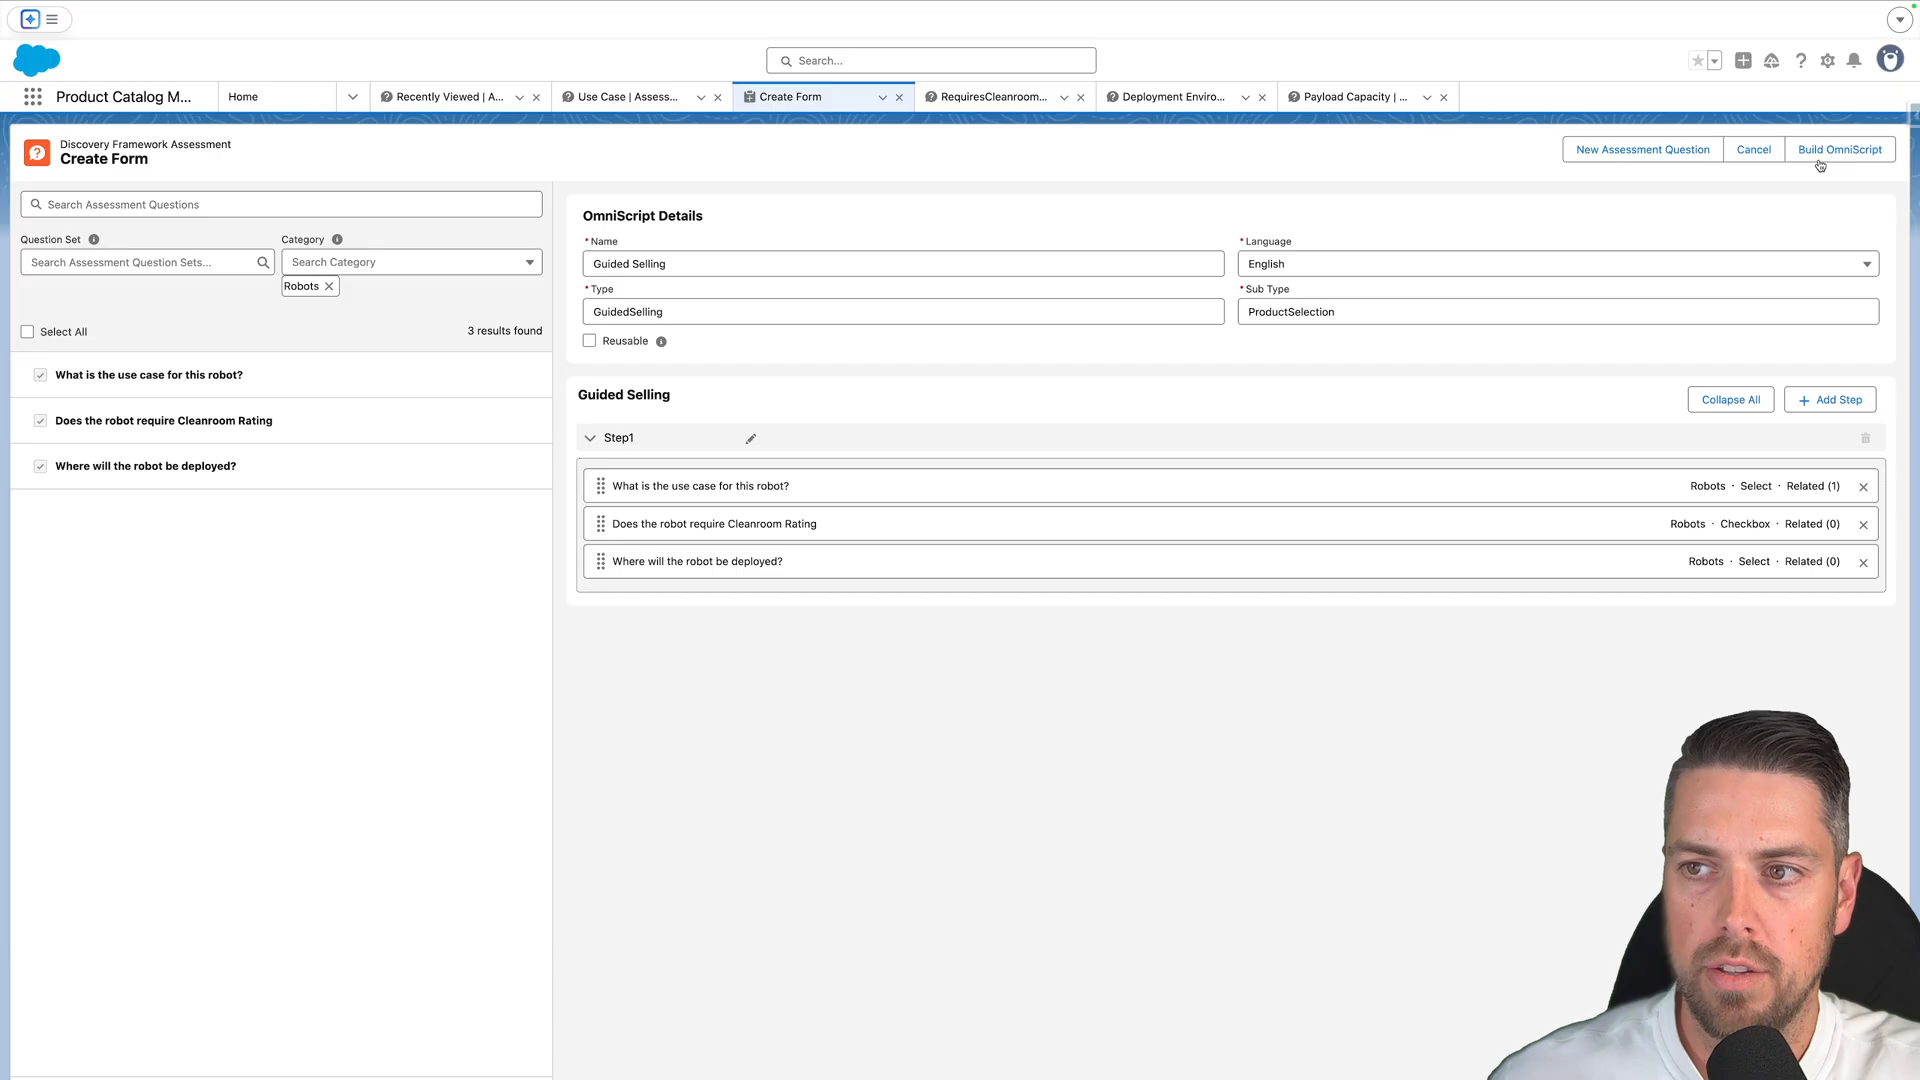 Search...
Product Catalog M...
Home
Recently Viewed | A...
Use Case | Assess...
Create Form
RequiresCleanroom...
Deployment Enviro...
Payload Capacity | ...
Discovery Framework Assessment
Create Form
New Assessment Question
Cancel
Build OmniScript
Search Assessment Questions
Question Set
Category
Search Assessment Question Sets...
Search Category
Robots
Select All
3 results found
What is the use case for this robot?
Does the robot require Cleanroom Rating
Where will the robot be deployed?
OmniScript Details
* Name
* Language
Guided Selling
English
* Type
* Sub Type
GuidedSelling
ProductSelection
Reusable
Guided Selling
Collapse All
Add Step
Step1
What is the use case for this robot?
Robots · Select · Related (1)
Does the robot require Cleanroom Rating
Robots · Checkbox · Related (0)
Where will the robot be deployed?
Robots · Select · Related (0)